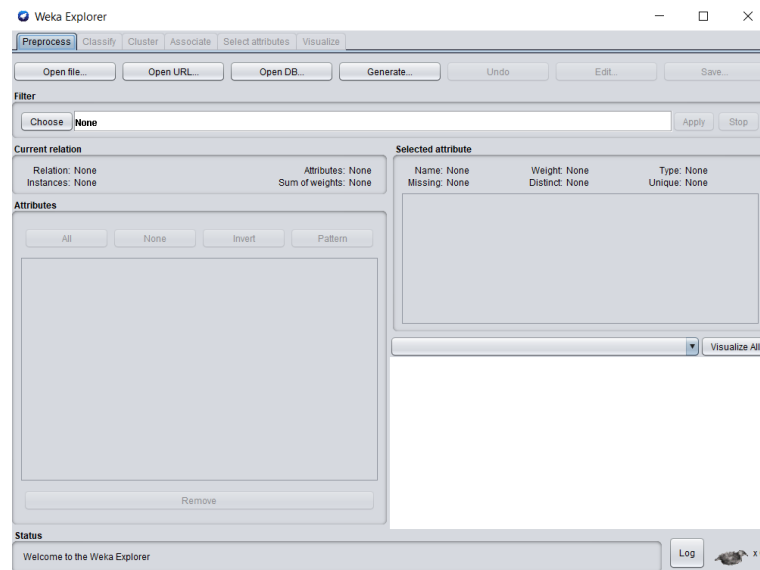 Weka Explorer
Preprocess Classify Cluster Associate Select attributes Visualize
Open file... Open URL... Open DB... Generate... Undo Edit... Save...
Filter
Choose None Apply Stop
Current relation
Relation: None Attributes: None
Instances: None Sum of weights: None
Selected attribute
Name: None Weight: None Type: None
Missing: None Distinct: None Unique: None
Attributes
All None Invert Pattern
Visualize All
Remove
Status
Welcome to the Weka Explorer
Log x